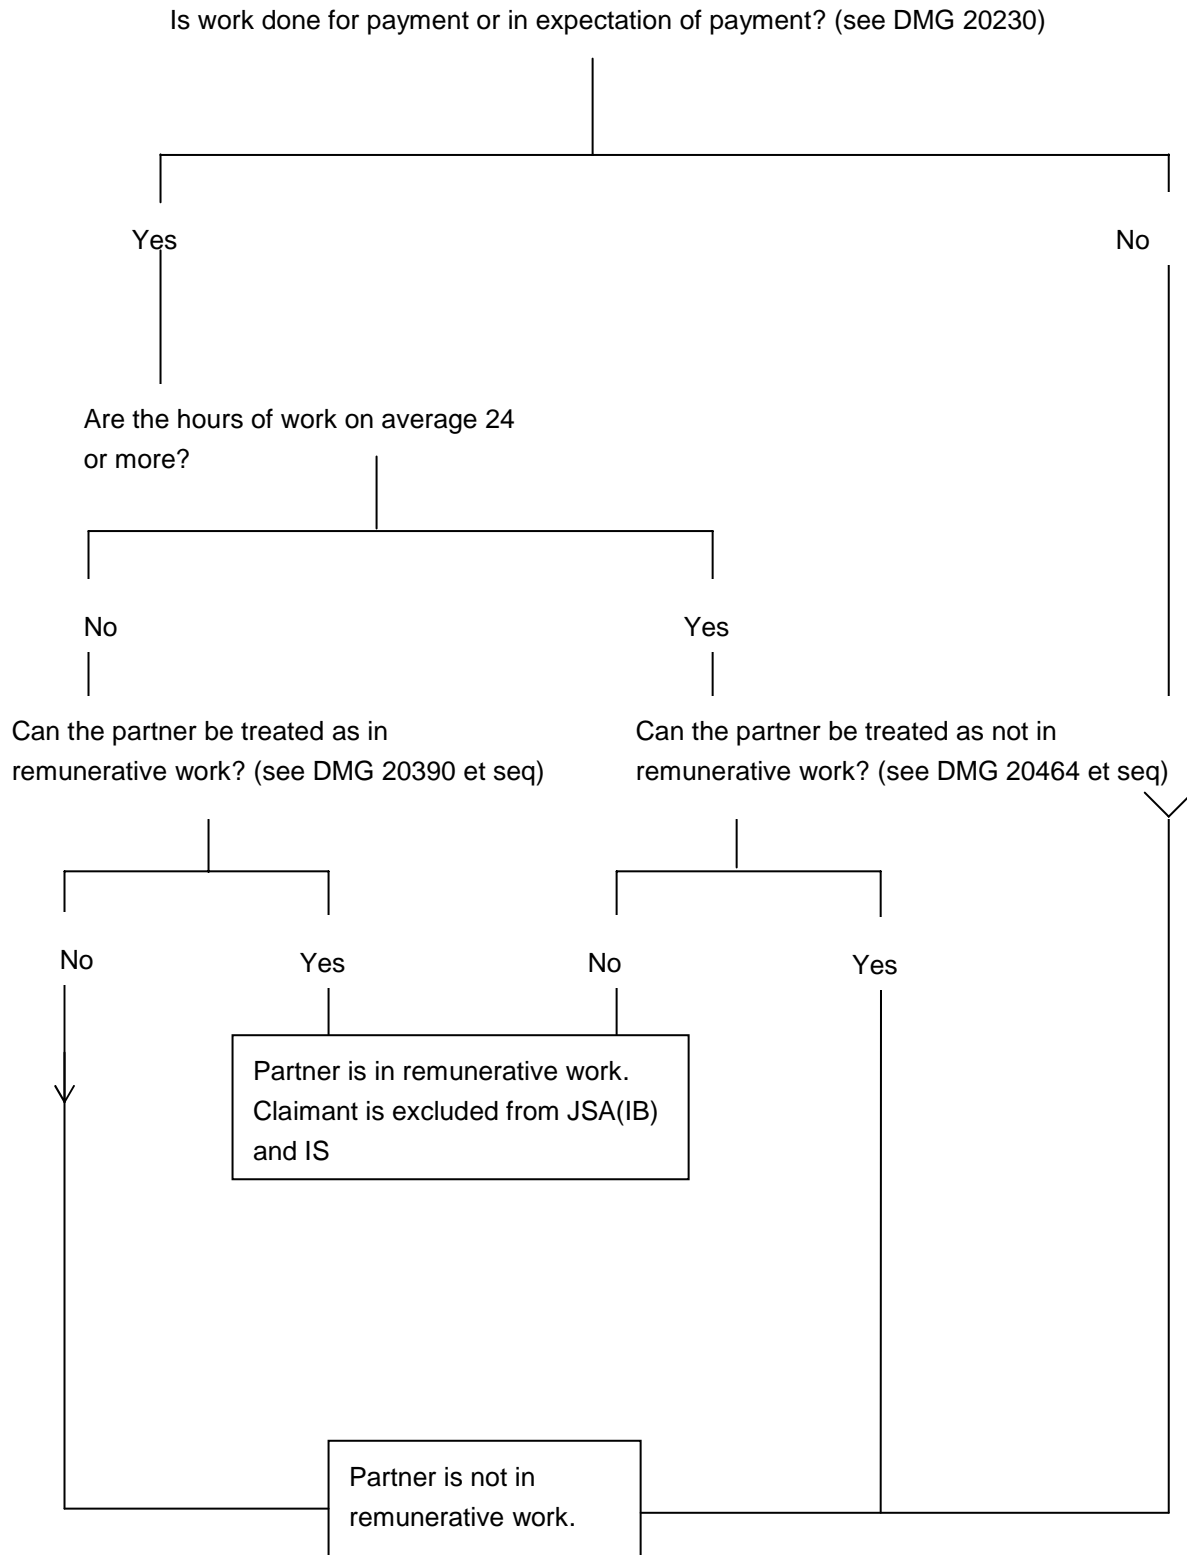 Is work done for payment or in expectation of payment? (see DMG 20230)
Yes
No
Are the hours of work on average 24
or more?
No
Yes
Can the partner be treated as in
remunerative work? (see DMG 20390 et seq)
Can the partner be treated as not in
remunerative work? (see DMG 20464 et seq)
No
Yes
No
Yes
Partner is in remunerative work.
Claimant is excluded from JSA(IB)
and IS
Partner is not in
remunerative work.